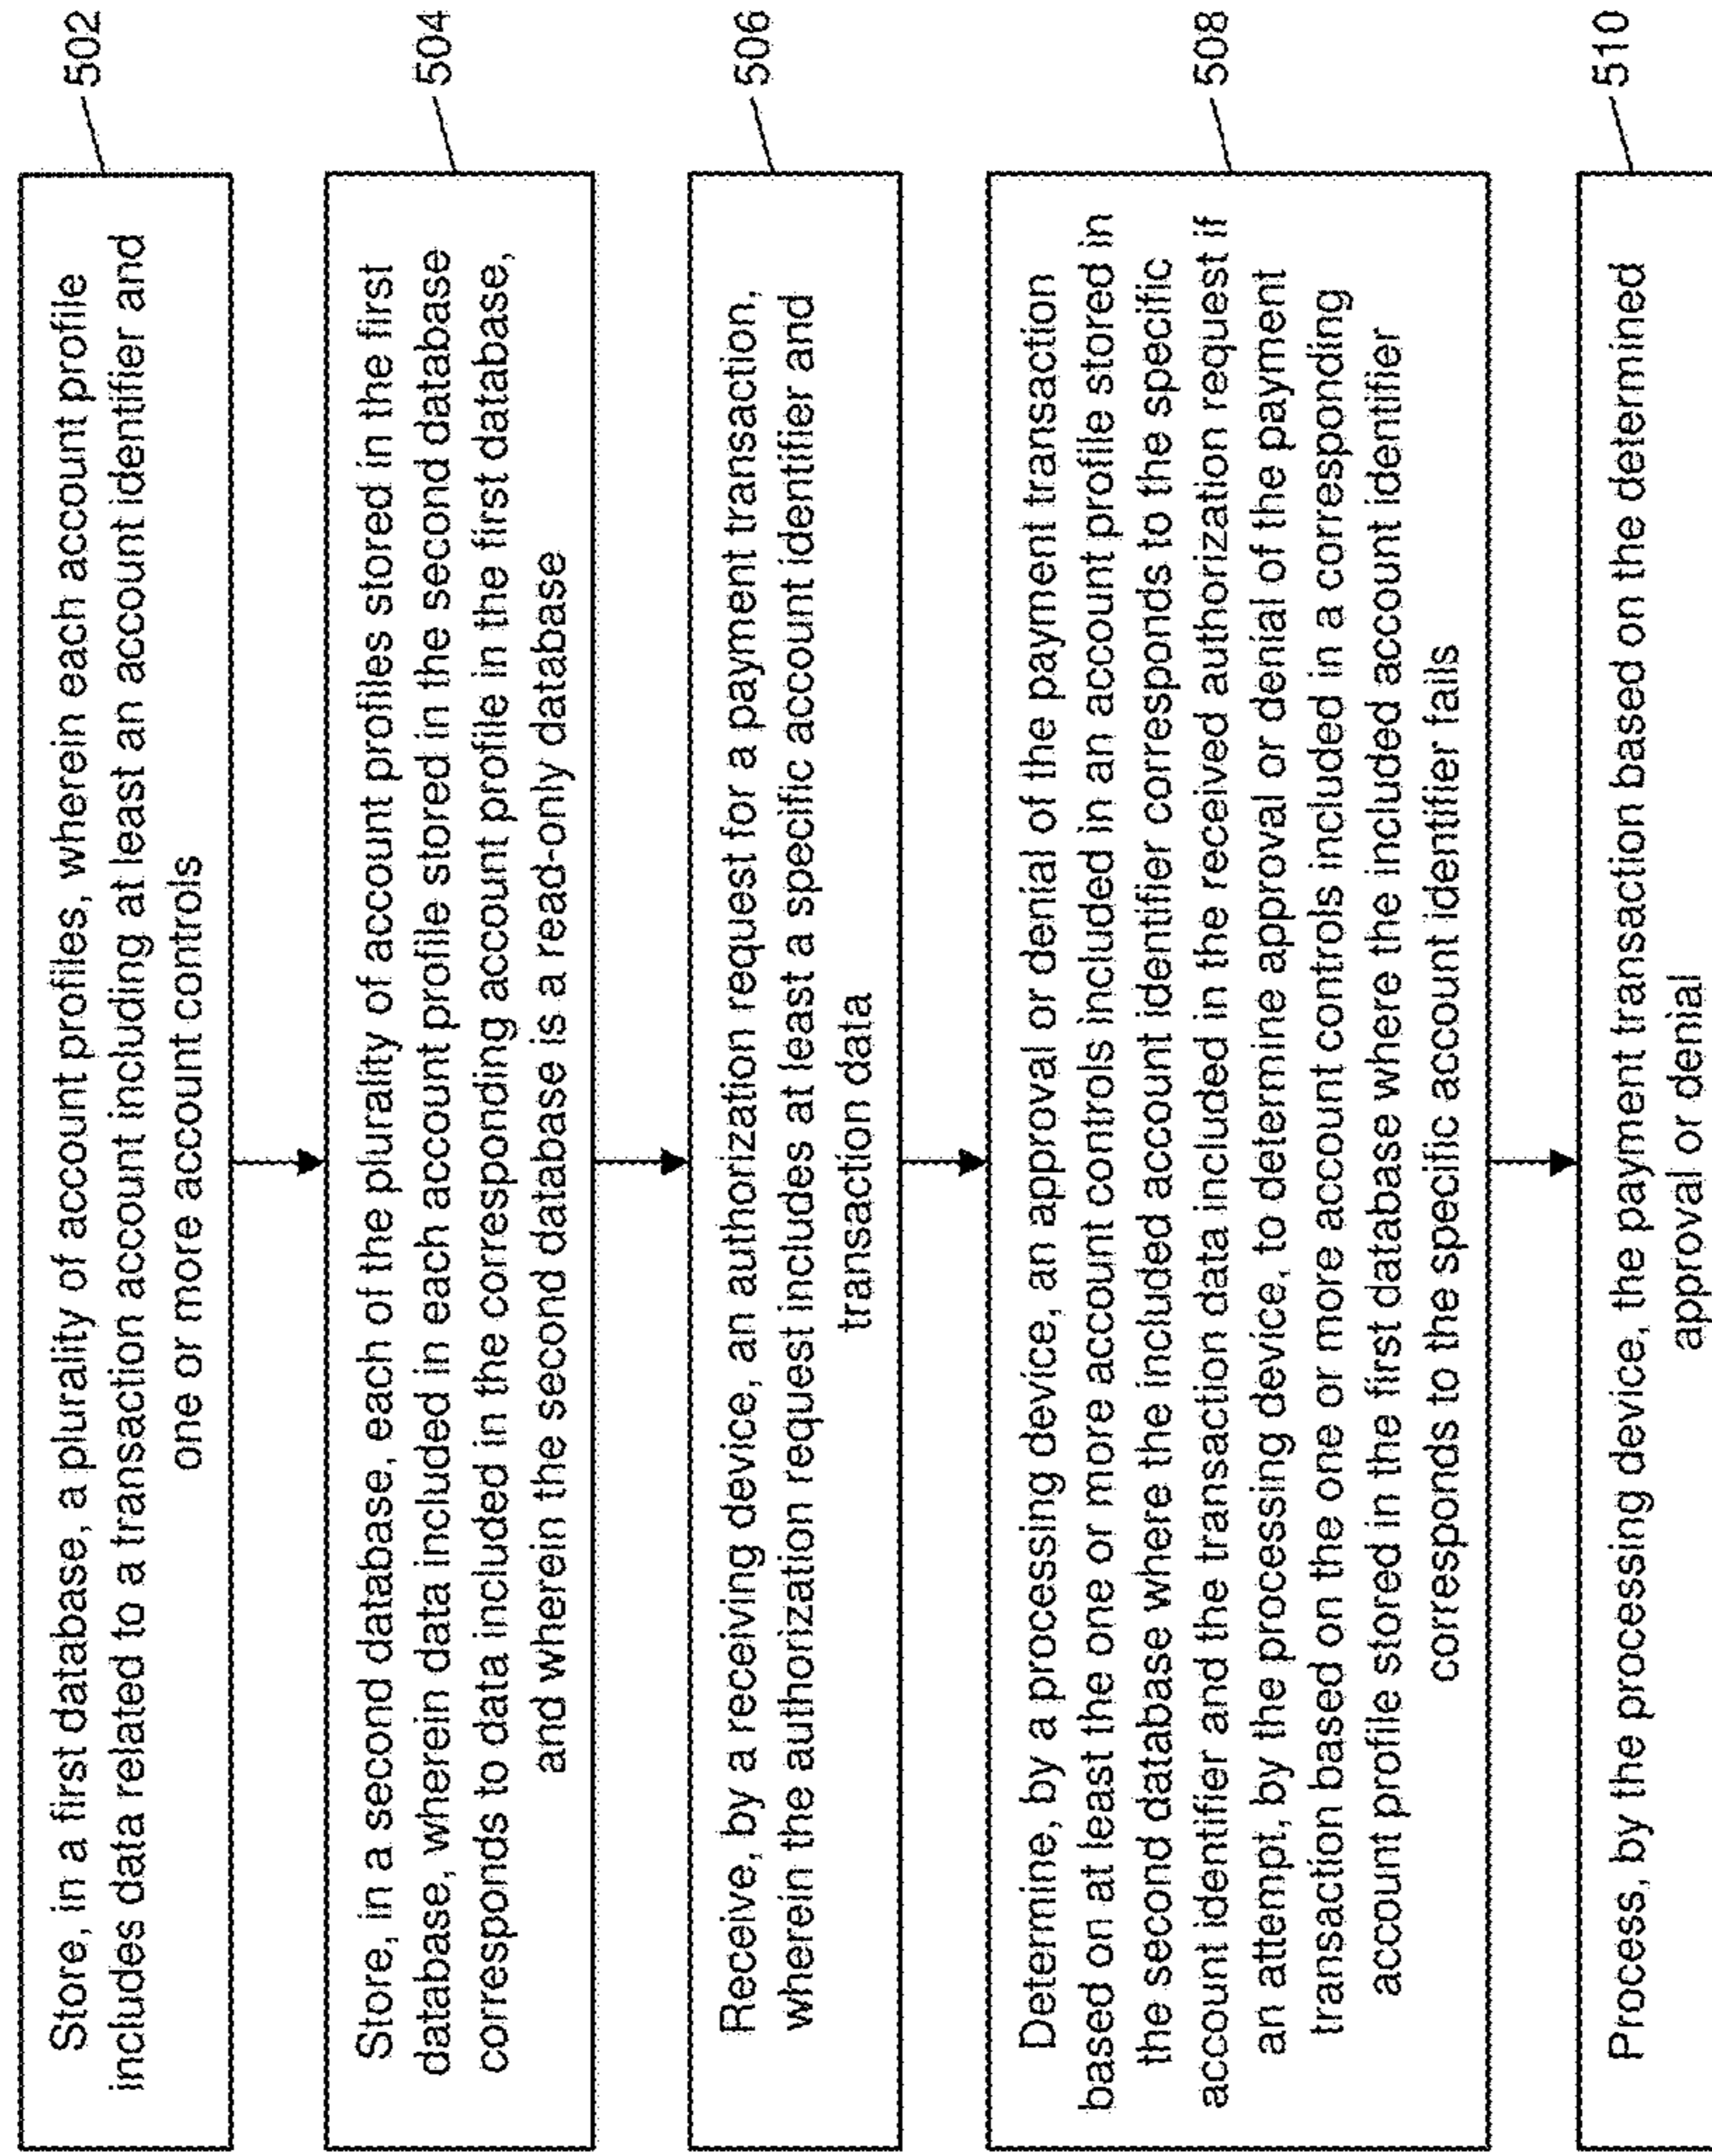 Store, in a first database, a plurality of account profiles, wherein each account profile
includes data related to a transaction account including at least an account identifier and
one or more account controls
502
Store, in a second database, each of the plurality of account profiles stored in the first
database, wherein data included in each account profile stored in the second database
corresponds to data included in the corresponding account profile in the first database,
and wherein the second database is a read-only database
504
Receive, by a receiving device, an authorization request for a payment transaction,
wherein the authorization request includes at least a specific account identifier and
transaction data
506
Determine, by a processing device, an approval or denial of the payment transaction
based on at least the one or more account controls included in an account profile stored in
the second database where the included account identifier corresponds to the specific
account identifier and the transaction data included in the received authorization request if
an attempt, by the processing device, to determine approval or denial of the payment
transaction based on the one or more account controls included in a corresponding
account profile stored in the first database where the included account identifier
corresponds to the specific account identifier fails
508
Process, by the processing device, the payment transaction based on the determined
approval or denial
510